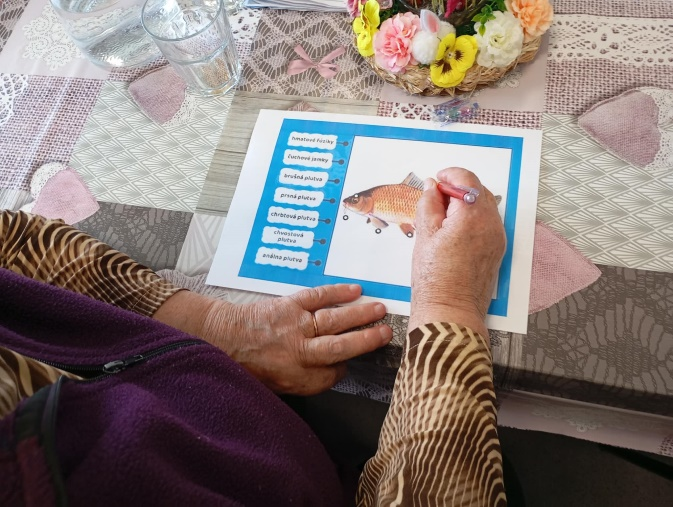 hmatové fúziky
čuchové jamky
brušná plutva
prsná plutva
chrbtová plutva
chvostová
plutva
análna plutva